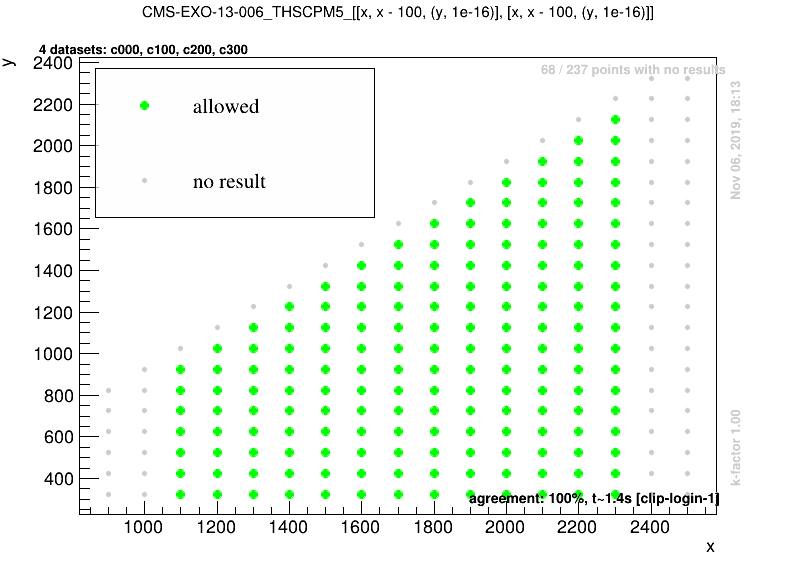 CMS-EXO-13-006_THSCPM5_[[x, x - 100, (y, 1e-16)], [x, x - 100, (y, 1e-16)]]
4 datasets: c000, c100, c200, c300
68 / 237 points with no results
allowed
no result
y
2400
2200
2000
1800
1600
1400
1200
1000
800
600
400
Nov 06, 2019, 18:13
k-factor 1.00
agreement: 100%, t~1.4s [clip-login-1]
1000 1200 1400 1600 1800 2000 2200 2400
x